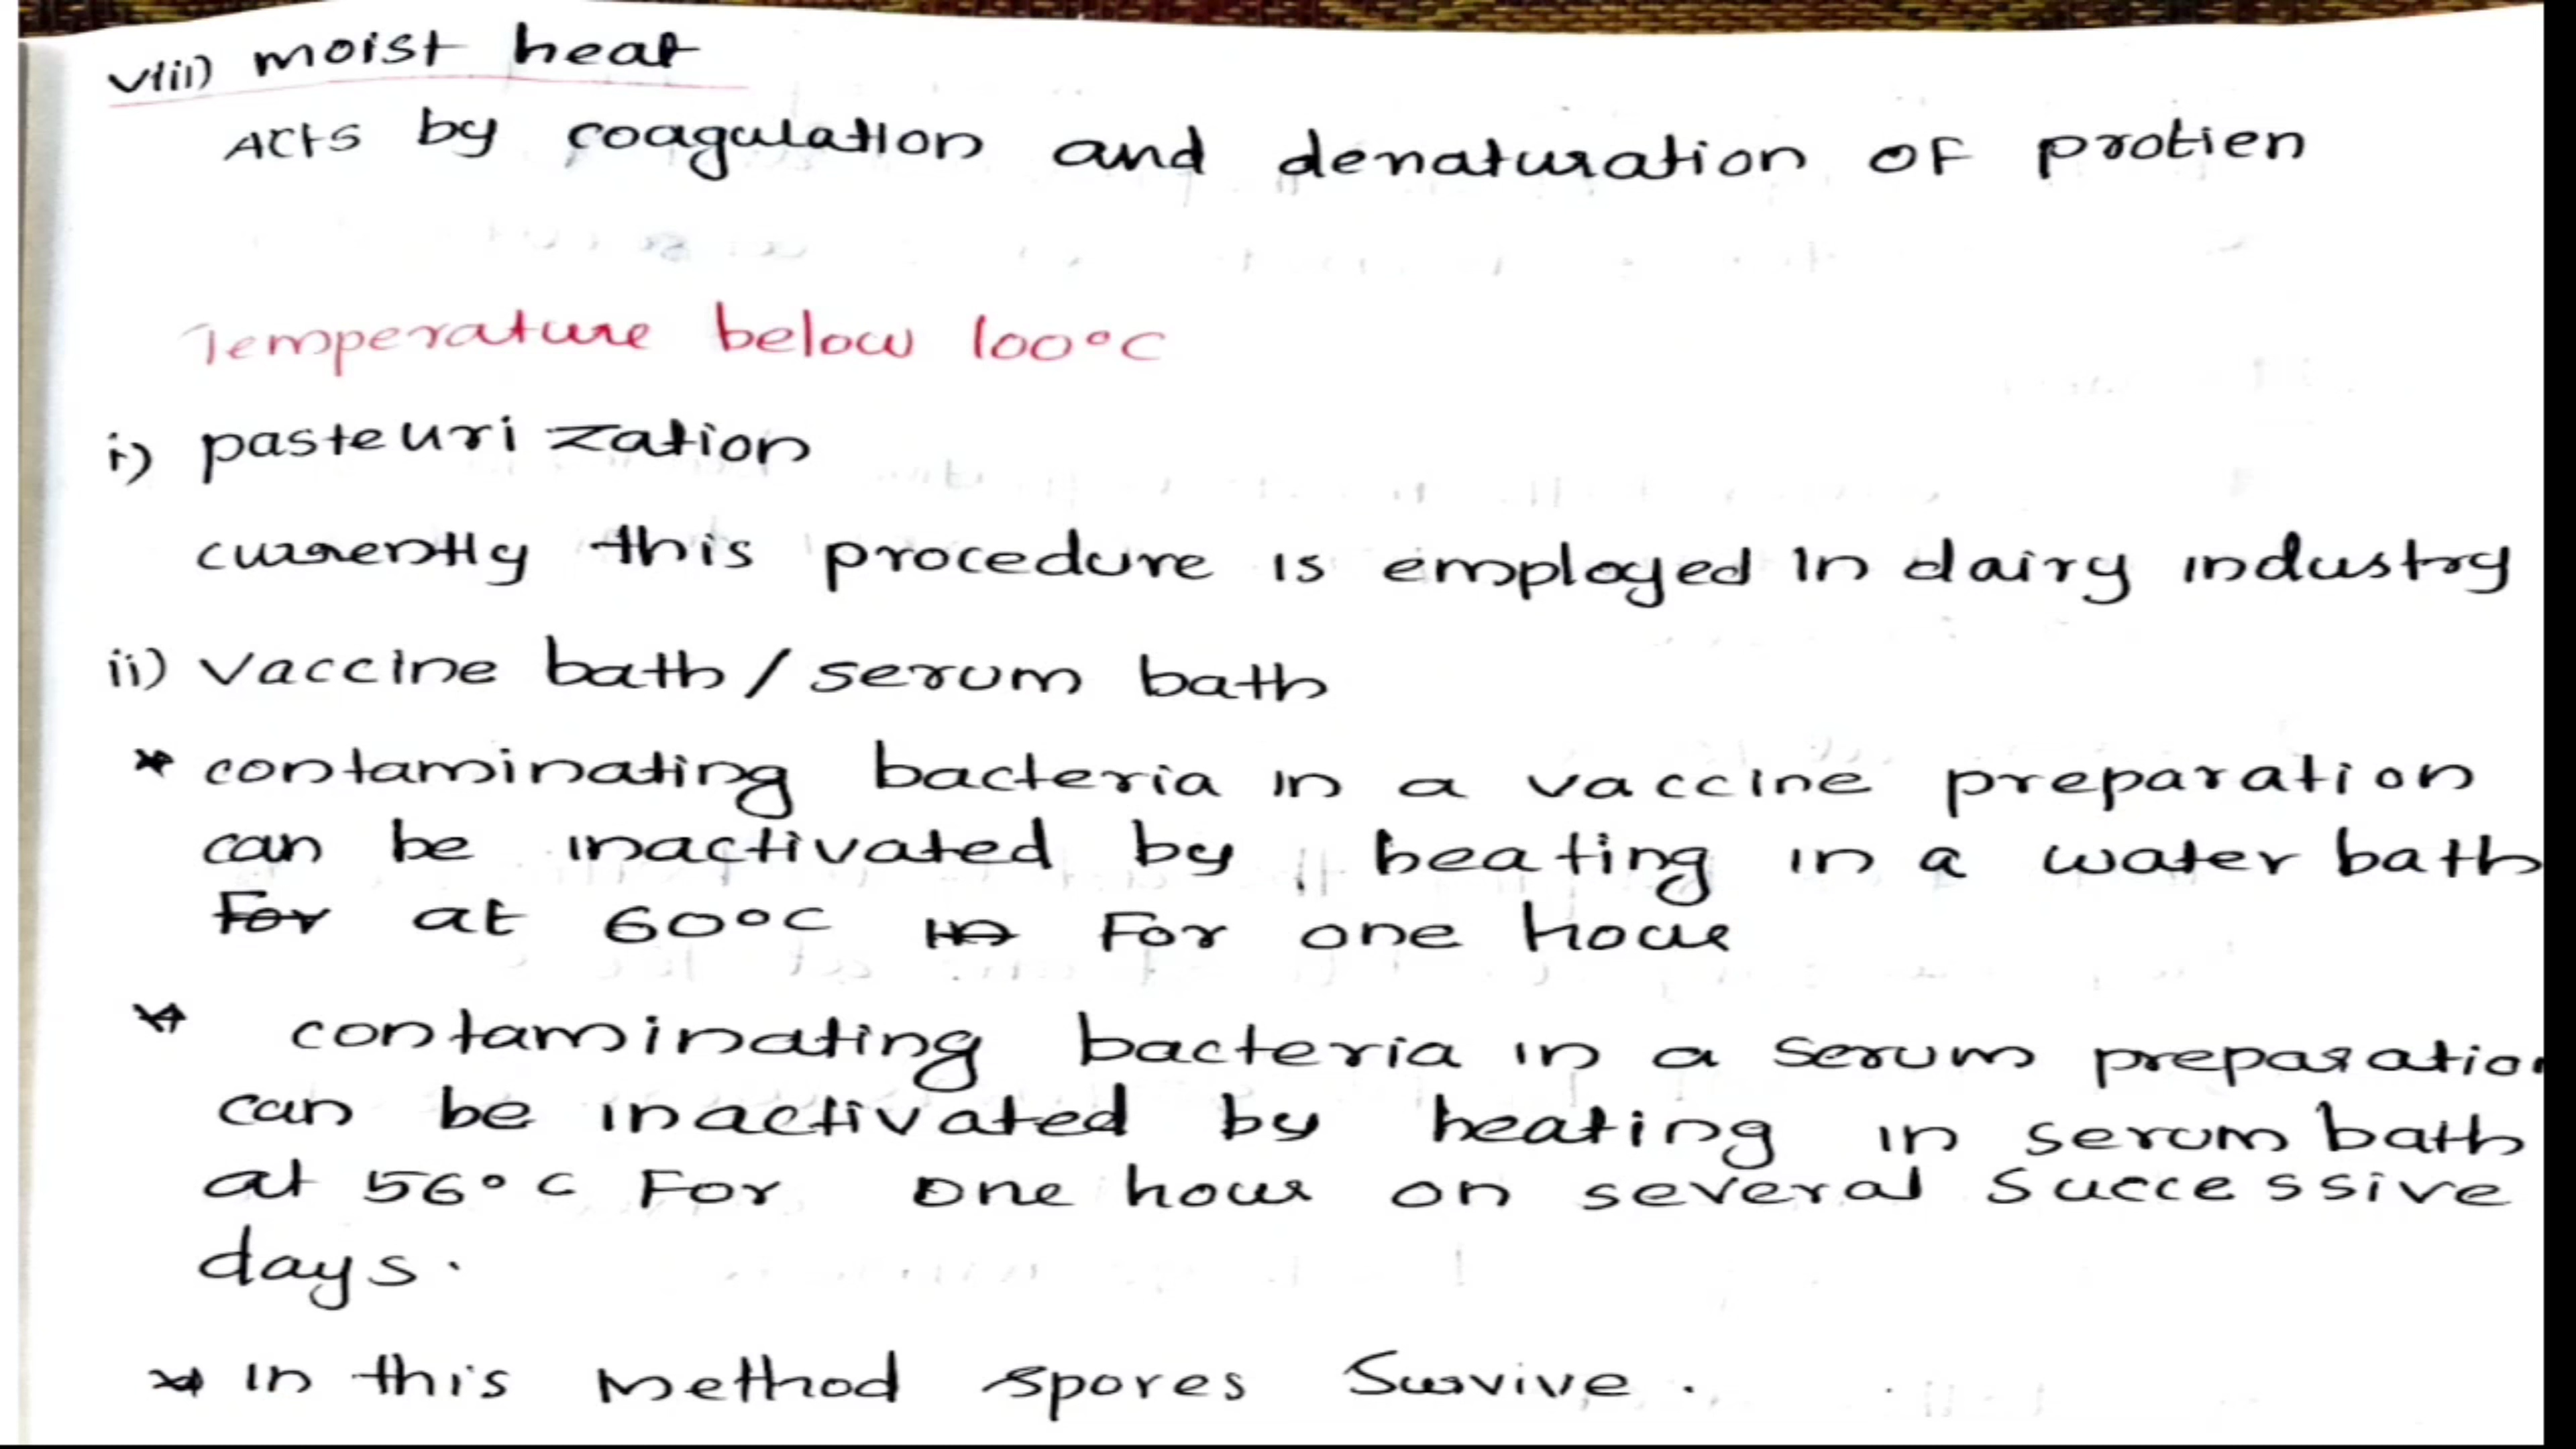 viii) moist heat
Acts by coagulation and denaturation of protien
Temperature below 100°C
i) pasteurization
currently this procedure is employed in dairy industry
ii) vaccine bath / serum bath
* contaminating bacteria in a vaccine preparation
can be inactivated by heating in a water bath
For at 60°C in For one hour
* contaminating bacteria in a serum preparation
can be inactivated by heating in serum bath
at 56°C For one hour on several successive
days.
* In this method spores survive.